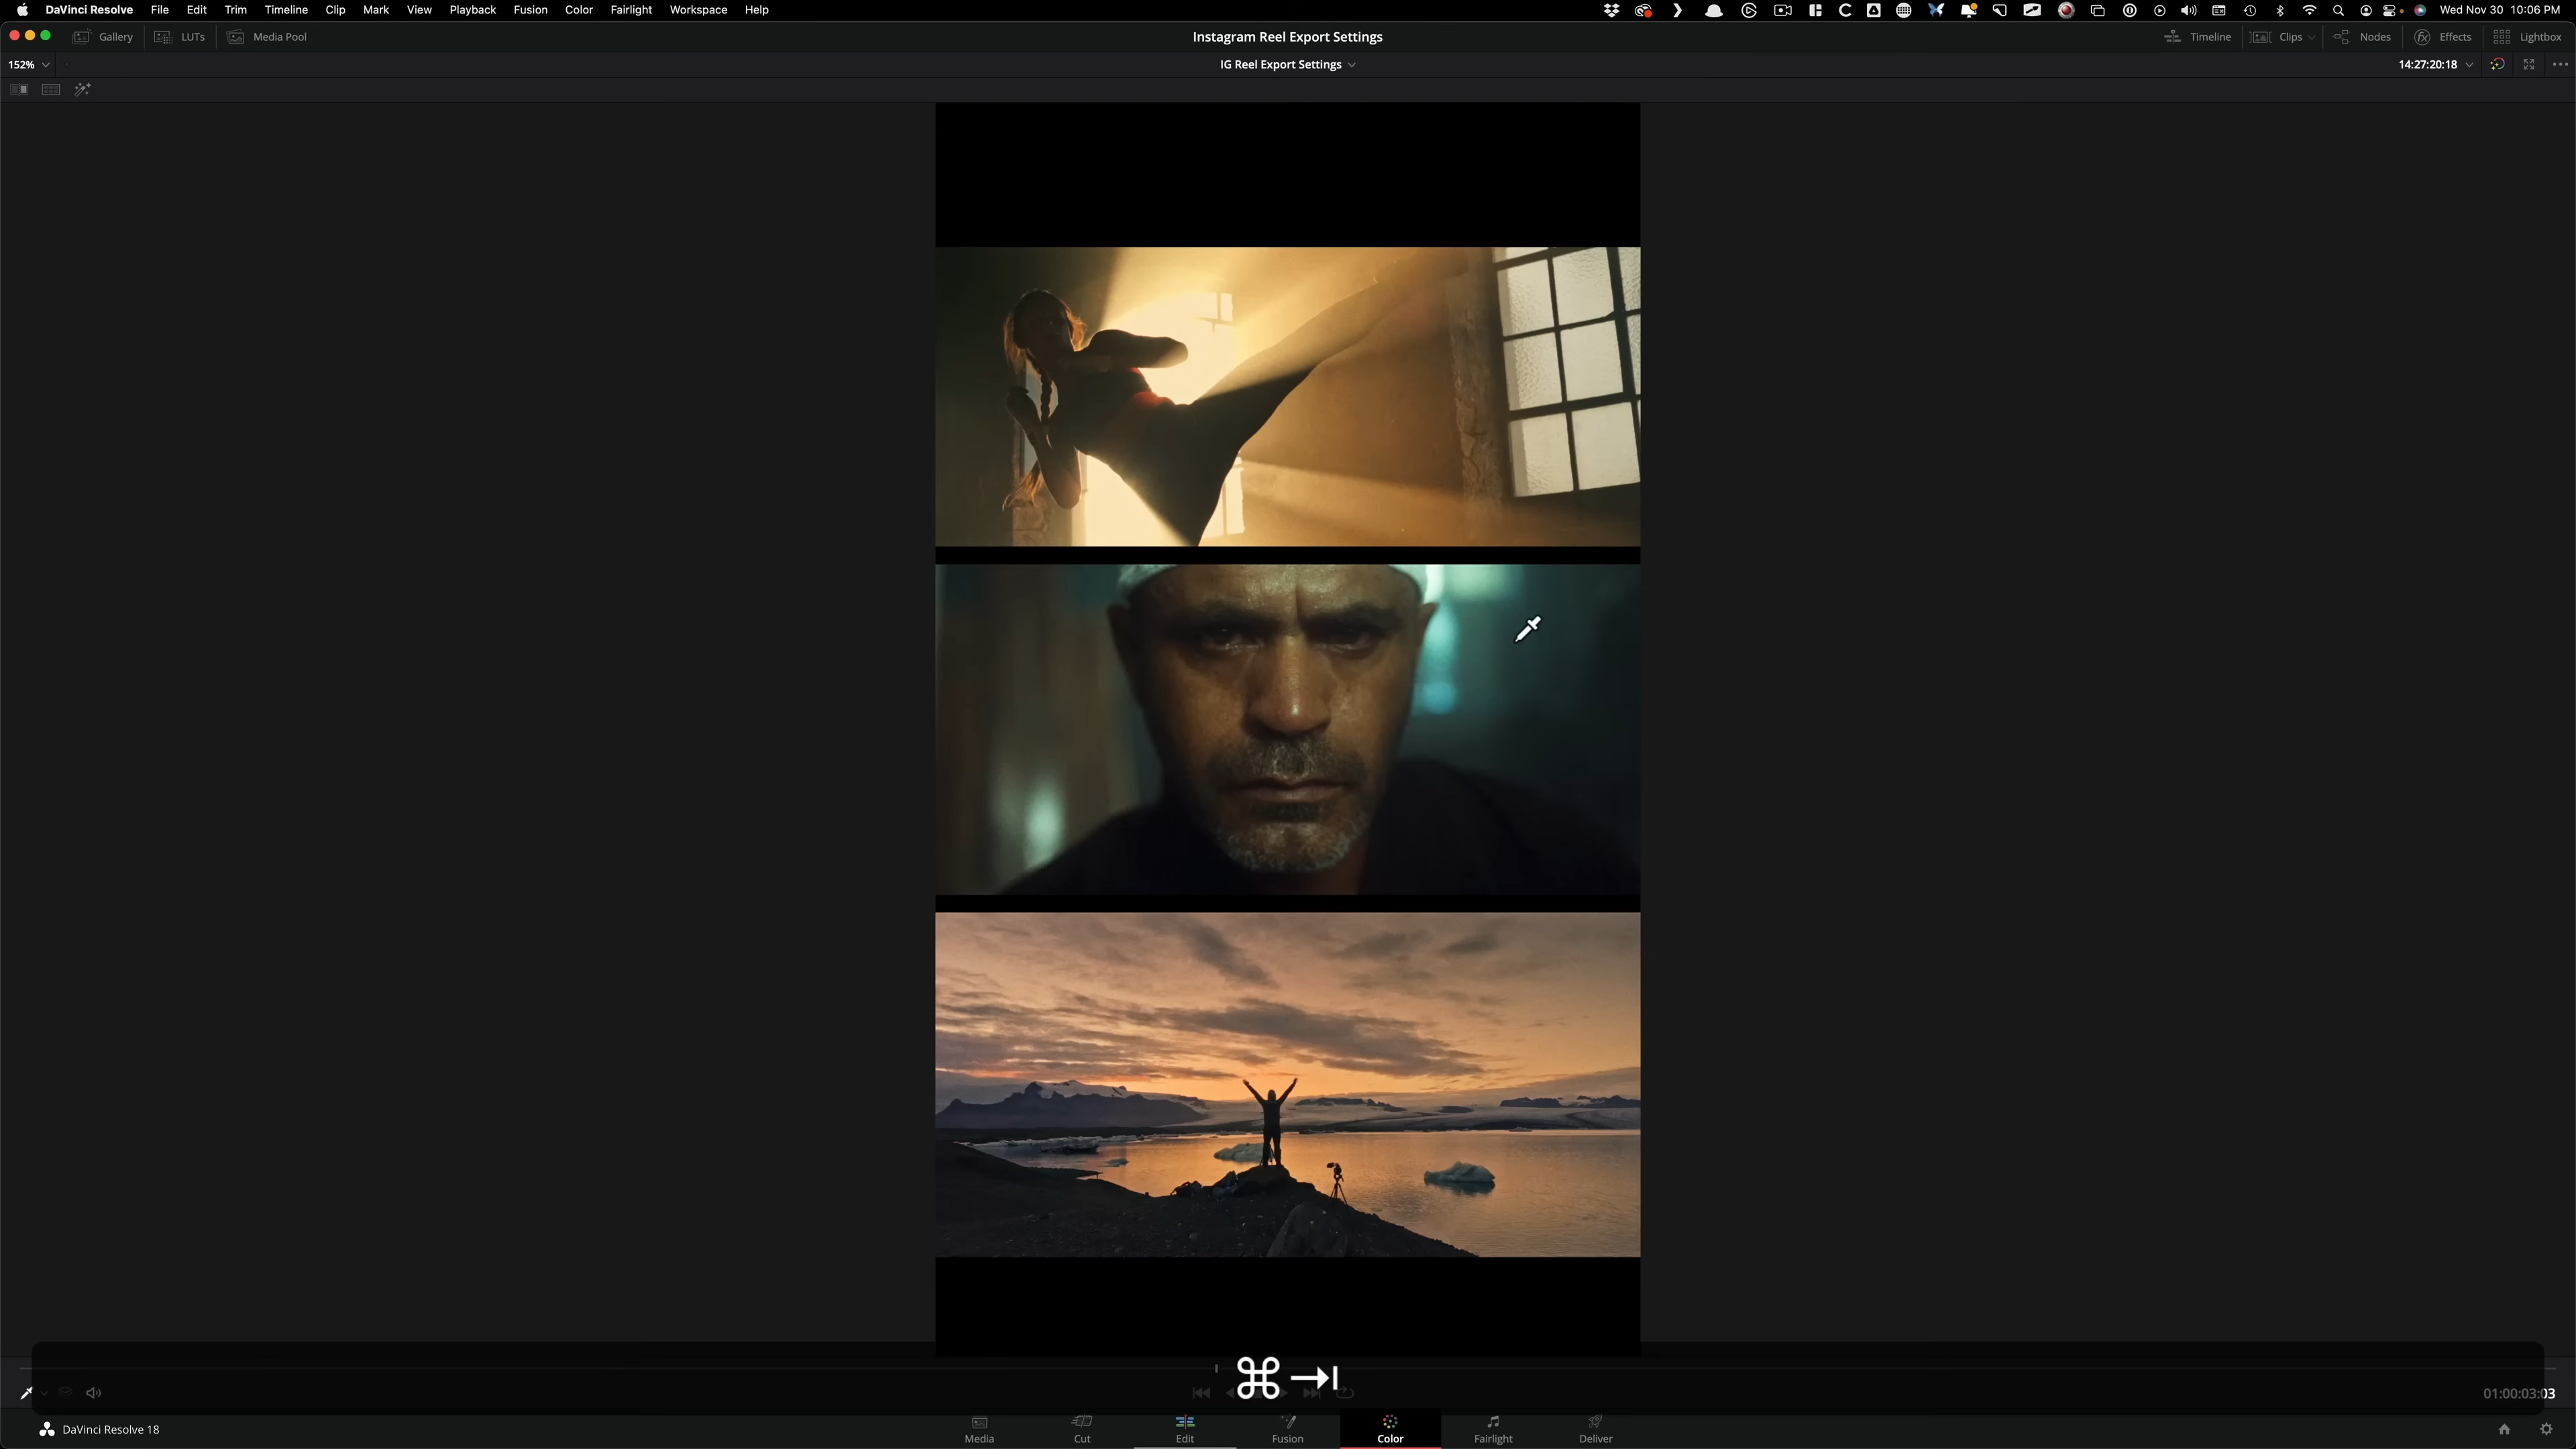 DaVinci Resolve File Edit Trim Timeline Clip Mark View Playback Fusion Color Fairlight Workspace Help Wed Nov 30 10:06 PM
Gallery LUTs Media Pool Instagram Reel Export Settings Timeline Clips Nodes Effects Lightbox
152% IG Reel Export Settings 14:27:20:18
⌘
01:00:03:03
DaVinci Resolve 18 Media Cut Edit Fusion Color Fairlight Deliver